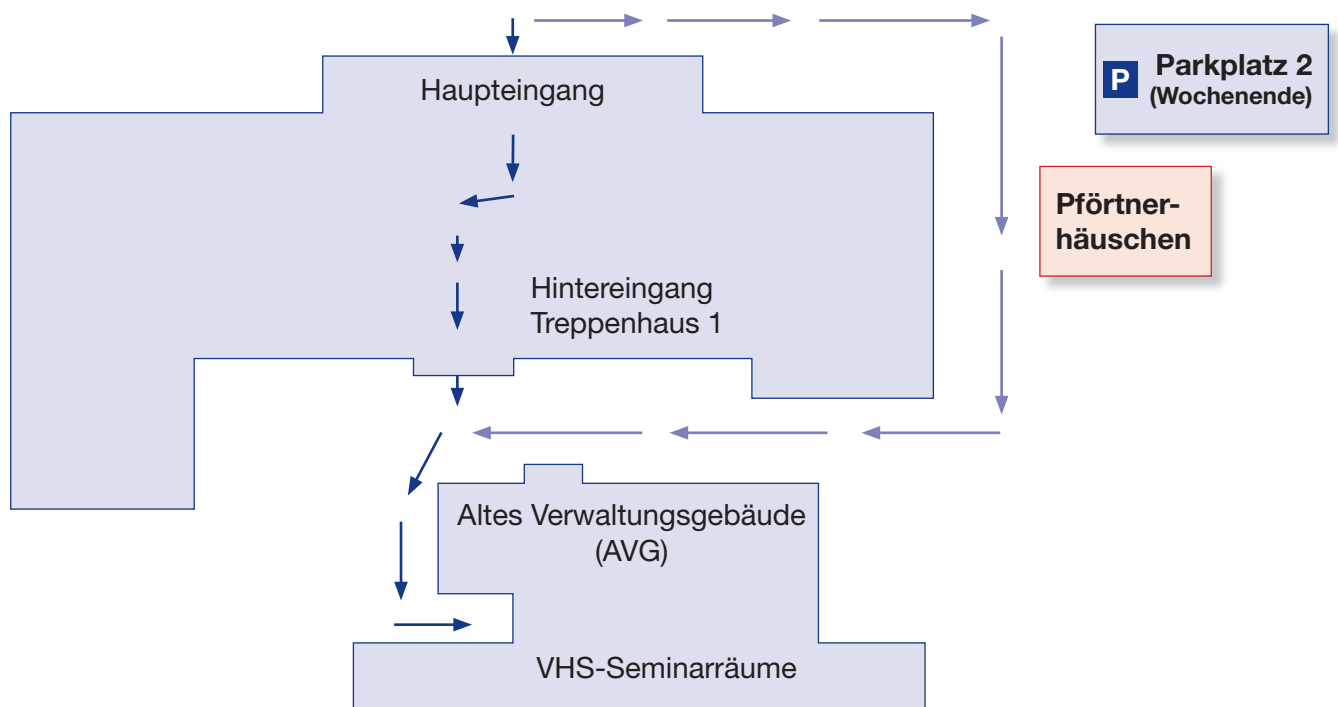 Haupteingang
P Parkplatz 2
(Wochenende)
Pförtner-
häuschen
Hintereingang
Treppenhaus 1
Altes Verwaltungsgebäude
(AVG)
VHS-Seminarräume